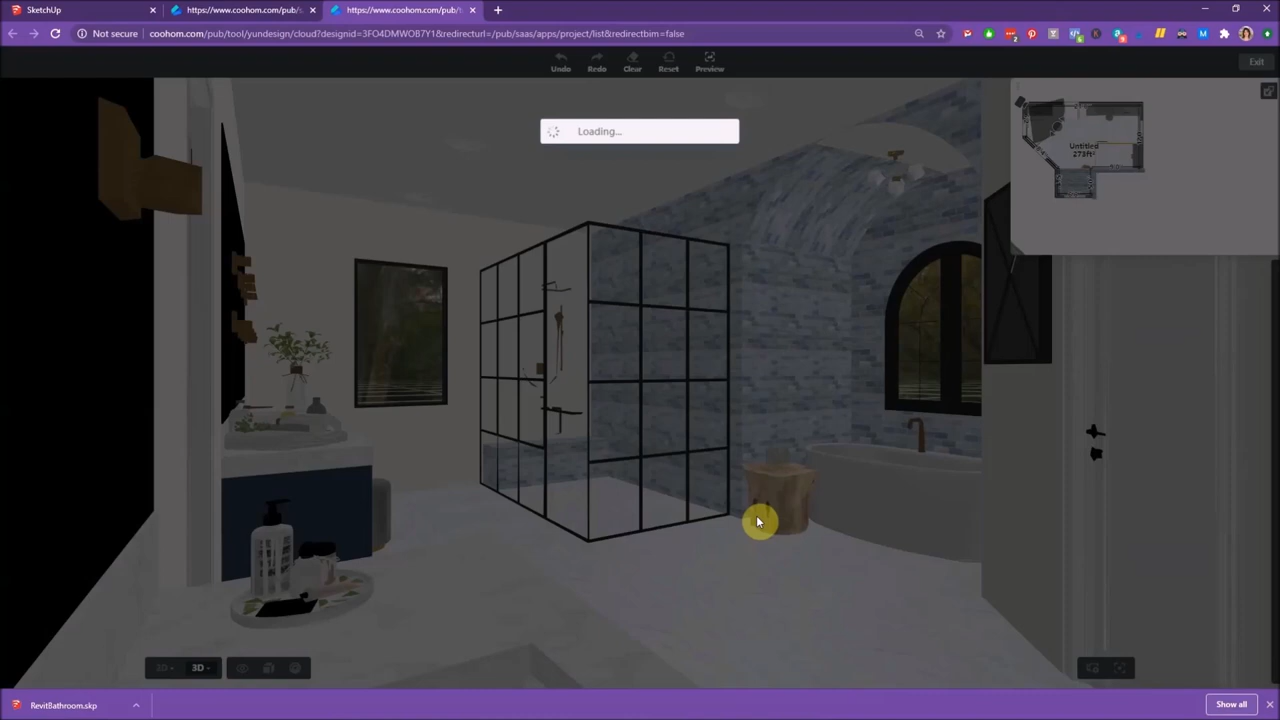 SketchUp
https://www.coohom.com/pub/s
https://www.coohom.com/pub/t
Not secure
coohom.com/pub/tool/yundesign/cloud?designid=3FO4DMWOB7Y1&redirecturl=/pub/saas/apps/project/list&redirectbim=false
Undo
Redo
Clear
Reset
Preview
Exit
Loading...
Untitled
273ft²
3D
3D
RevitBathroom.skp
Show all